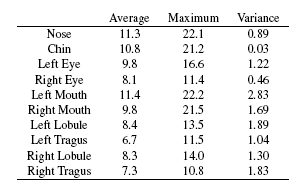 Average Maximum Variance
Nose 11.3 22.1 0.89
Chin 10.8 21.2 0.03
Left Eye 9.8 16.6 1.22
Right Eye 8.1 11.4 0.46
Left Mouth 11.4 22.2 2.83
Right Mouth 9.8 21.5 1.69
Left Lobule 8.4 13.5 1.89
Left Tragus 6.7 11.5 1.04
Right Lobule 8.3 14.0 1.30
Right Tragus 7.3 10.8 1.83